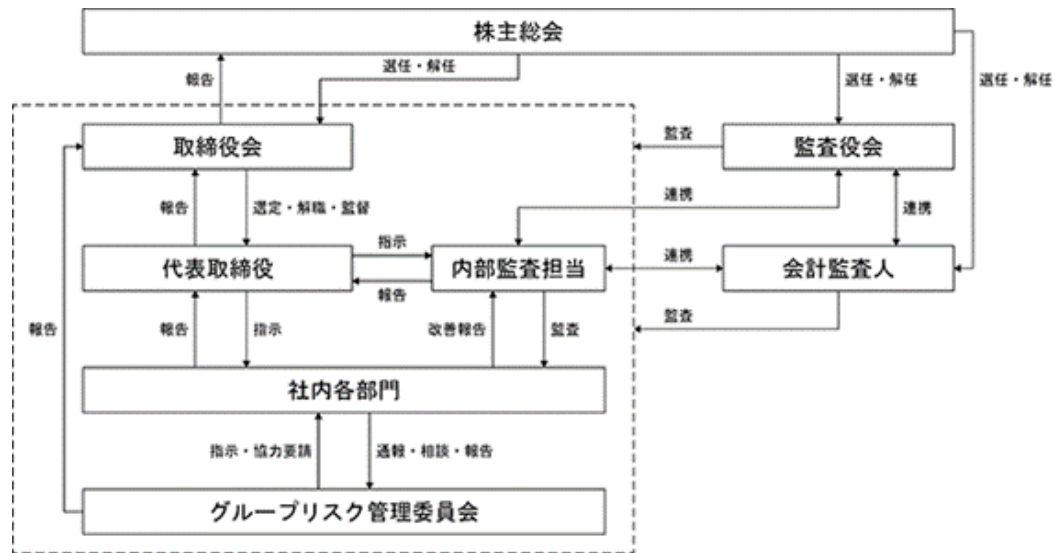 株主総会
報告
選任・解任
選任・解任
選任・解任
取締役会
監査
監査役会
報告
選定・解職・監督
連携
連携
代表取締役
指示
報告
内部監査担当
連携
会計監査人
報告
報告
指示
改善報告
監査
監査
社内各部門
指示・協力要請
通報・相談・報告
グループリスク管理委員会